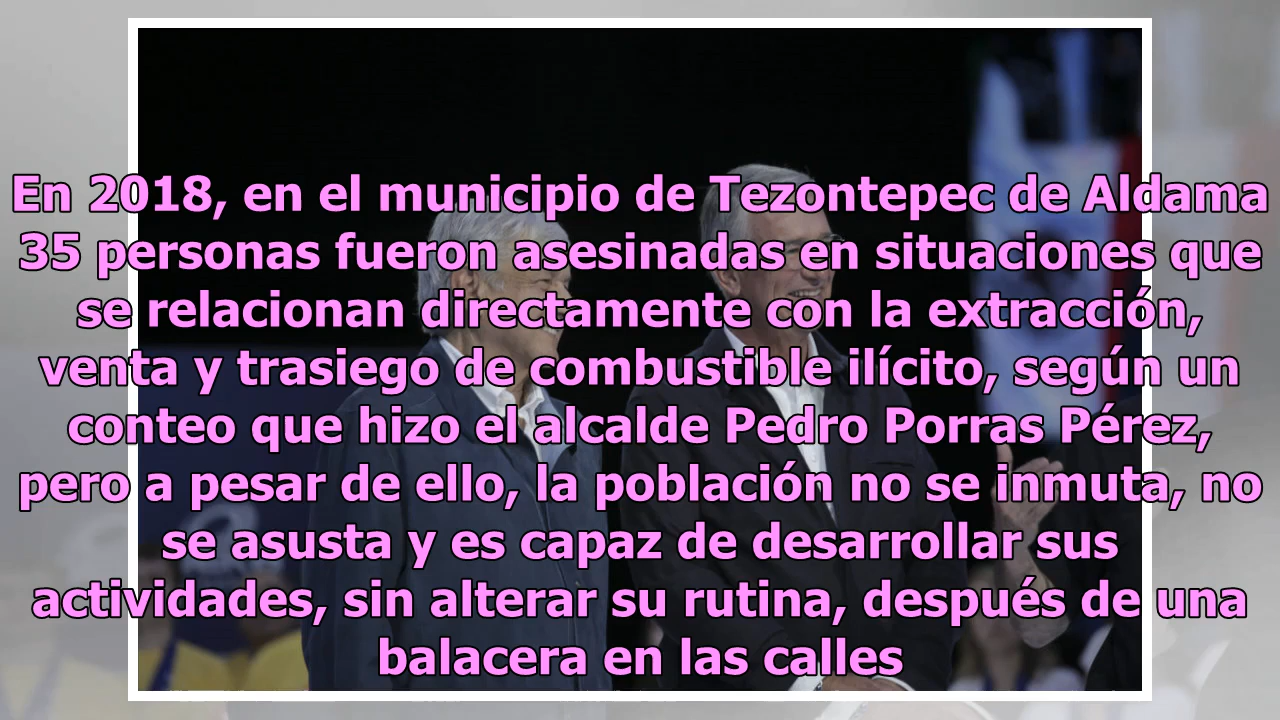 En 2018, en el municipio de Tezontepec de Aldama
35 personas fueron asesinadas en situaciones que
se relacionan directamente con la extracción,
venta y trasiego de combustible ilícito, según un
conteo que hizo el alcalde Pedro Porras Pérez,
pero a pesar de ello, la población no se inmuta, no
se asusta y es capaz de desarrollar sus
actividades, sin alterar su rutina, después de una
balacera en las calles